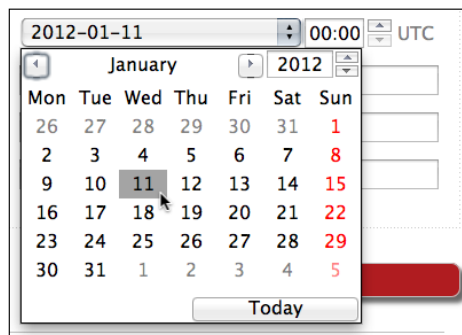 2012-01-11 00:00 UTC
January 2012
Mon Tue Wed Thu Fri Sat Sun
26 27 28 29 30 31 1
2 3 4 5 6 7 8
9 10 11 12 13 14 15
16 17 18 19 20 21 22
23 24 25 26 27 28 29
30 31 1 2 3 4 5
Today